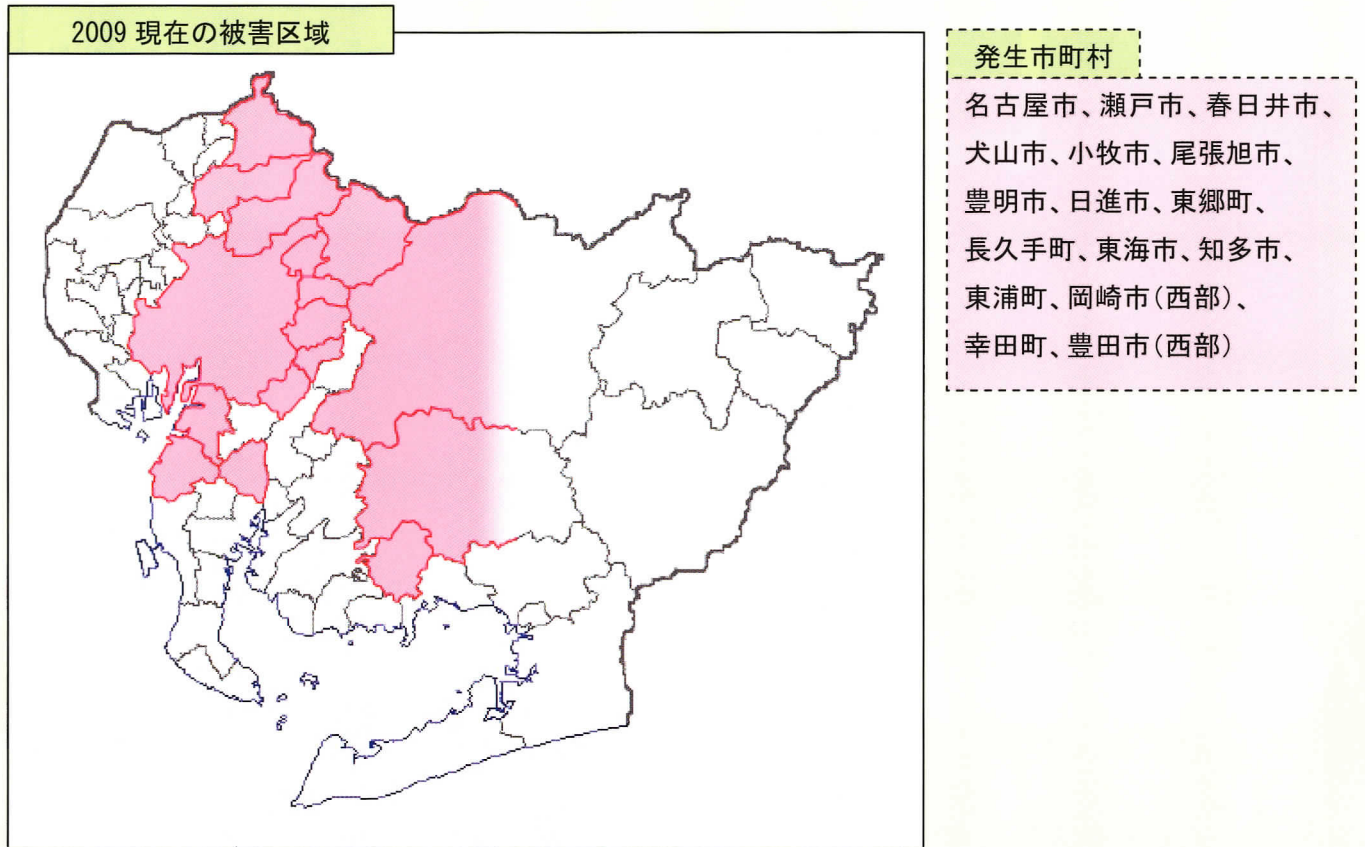 2009 現在の被害区域
発生市町村
名古屋市、瀬戸市、春日井市、
犬山市、小牧市、尾張旭市、
豊明市、日進市、東郷町、
長久手町、東海市、知多市、
東浦町、岡崎市(西部)、
幸田町、豊田市(西部)